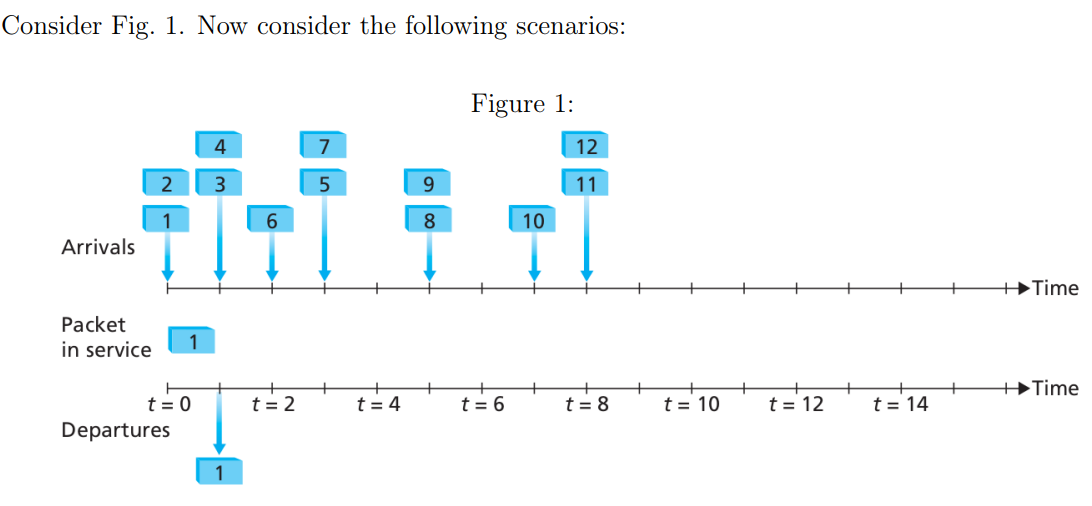 Consider Fig. 1. Now consider the following scenarios:
Figure 1:
4 7 12
2 3 5 9 11
1 6 8 10
Arrivals
Time
Packet
in service
1
Time
t = 0 t = 2 t = 4 t = 6 t = 8 t = 10 t = 12 t = 14
Departures
1